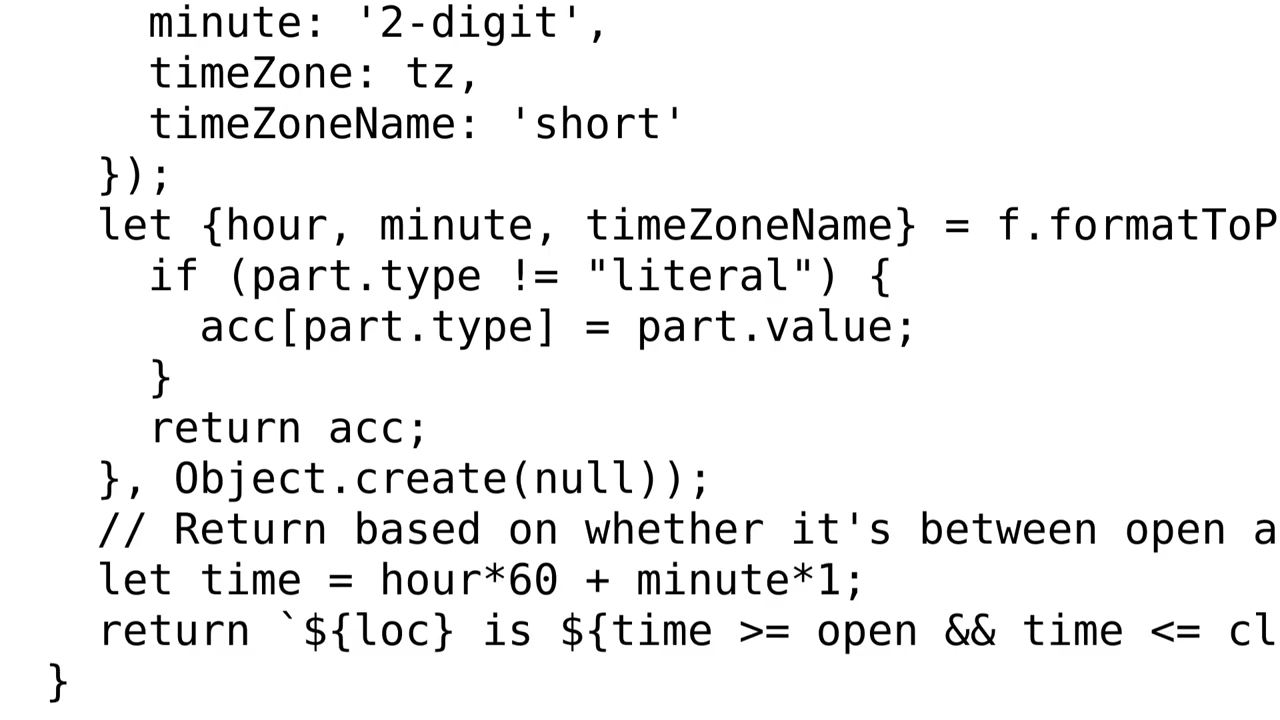 minute: '2-digit',
timeZone: tz,
timeZoneName: 'short'
});
let {hour, minute, timeZoneName} = f.formatToP
if (part.type != "literal") {
acc[part.type] = part.value;
}
return acc;
}, Object.create(null));
// Return based on whether it's between open a
let time = hour*60 + minute*1;
return `${loc} is ${time >= open && time <= cl
}